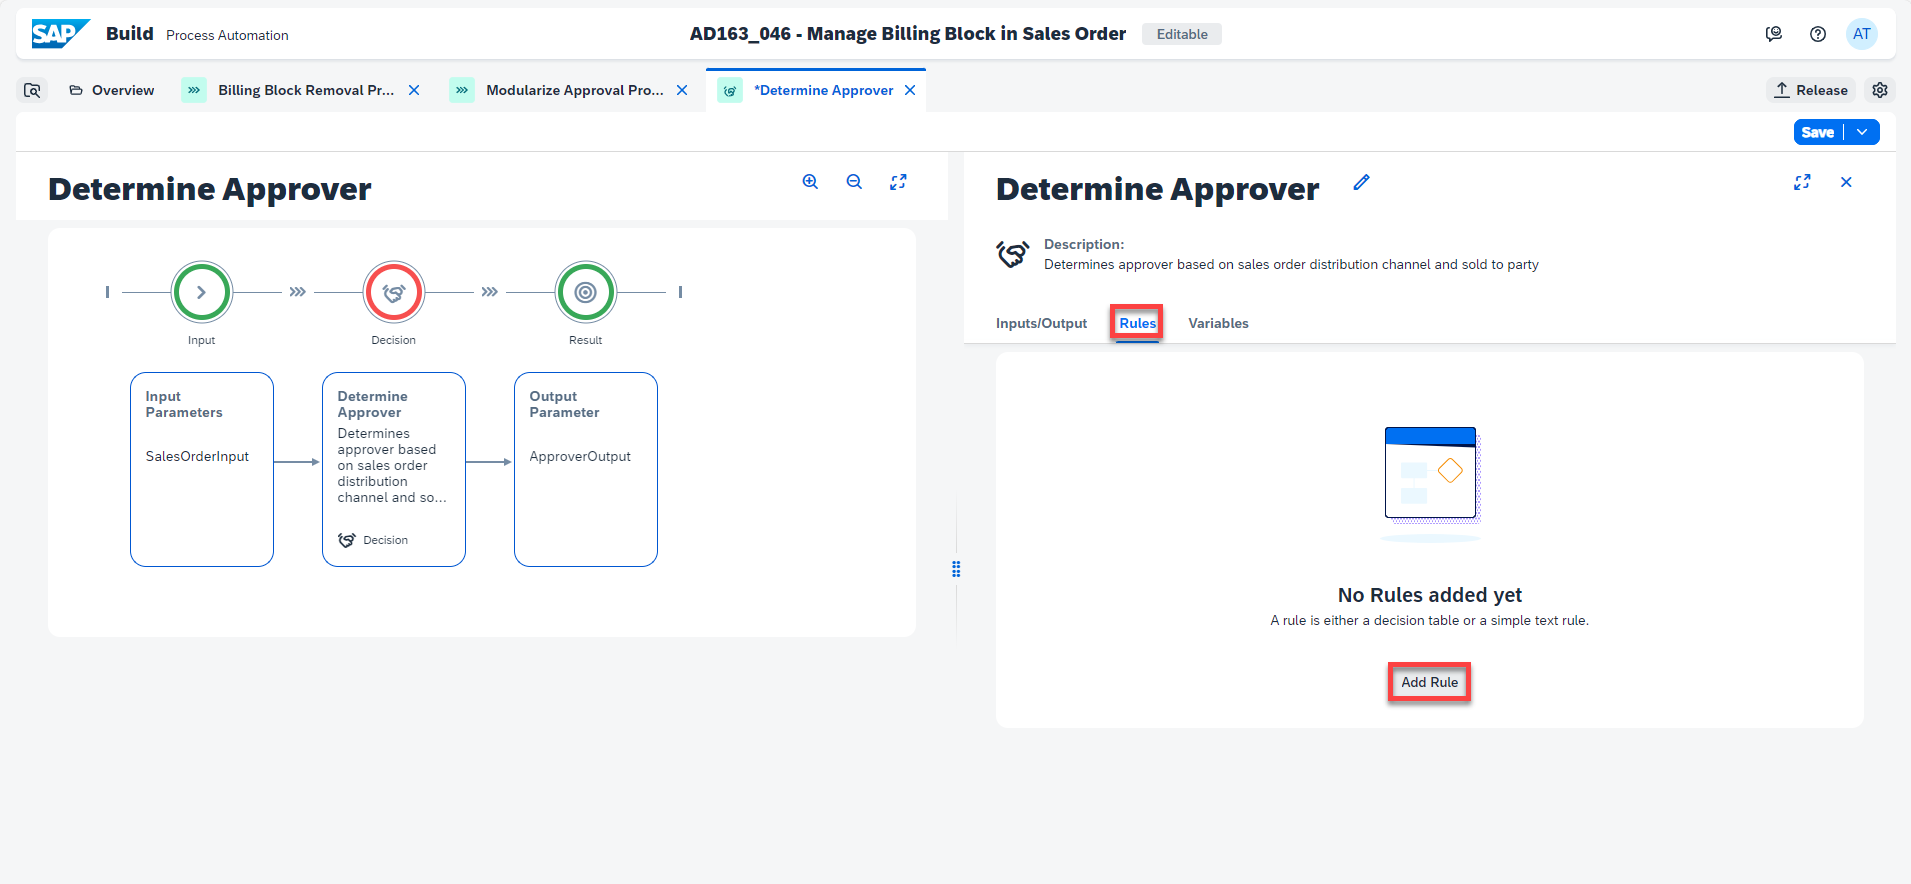 SAP Build Process Automation
AD163_046 - Manage Billing Block in Sales Order Editable
AT
Overview
Billing Block Removal Pr...
Modularize Approval Pro...
*Determine Approver
Release
Save
Determine Approver
Input
Decision
Result
Input
Parameters
SalesOrderInput
Determine
Approver
Determines
approver based
on sales order
distribution
channel and so...
Decision
Output
Parameter
ApproverOutput
Determine Approver
Description:
Determines approver based on sales order distribution channel and sold to party
Inputs/Output
Rules
Variables
No Rules added yet
A rule is either a decision table or a simple text rule.
Add Rule